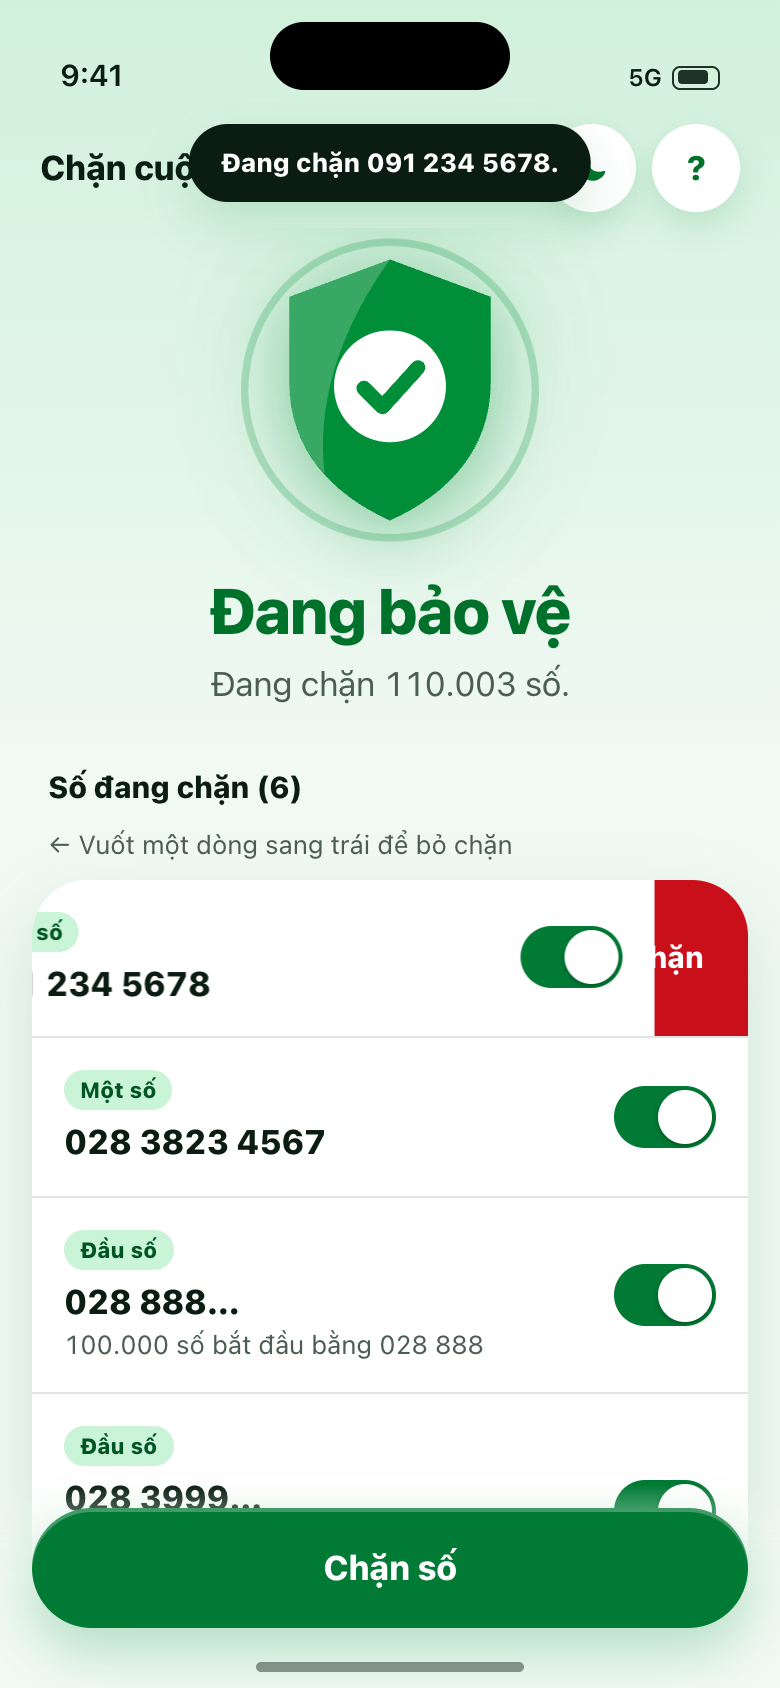 9:41
5G
Chặn cuộ
Đang chặn 091 234 5678.
?
Đang bảo vệ
Đang chặn 110.003 số.
Số đang chặn (6)
← Vuốt một dòng sang trái để bỏ chặn
số
234 5678
hặn
Một số
028 3823 4567
Đầu số
028 888...
100.000 số bắt đầu bằng 028 888
Đầu số
028 3999...
Chặn số